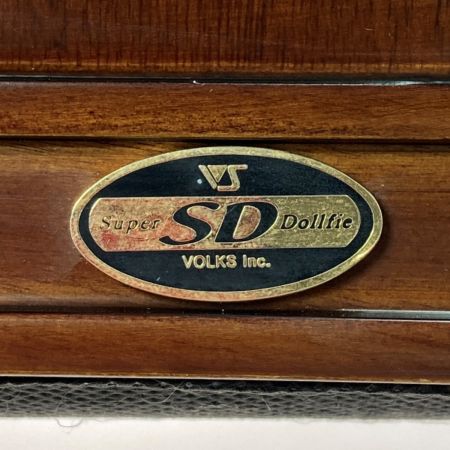 VS
Super SD Dollfie
VOLKS Inc.